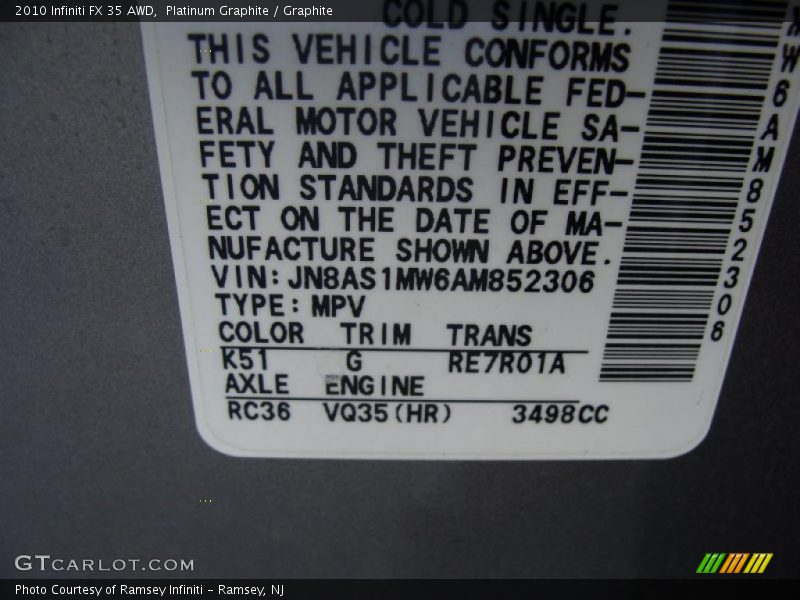 2010 Infiniti FX 35 AWD, Platinum Graphite / Graphite
COLD SINGLE.
THIS VEHICLE CONFORMS
TO ALL APPLICABLE FED-
ERAL MOTOR VEHICLE SA-
FETY AND THEFT PREVEN-
TION STANDARDS IN EFF-
ECT ON THE DATE OF MA-
NUFACTURE SHOWN ABOVE.
VIN:JN8AS1MW6AM852306
TYPE:MPV
COLOR TRIM TRANS
K51 G RE7R01A
AXLE ENGINE
RC36 VQ35(HR) 3498CC
W6AM852306
GTCARLOT.COM
Photo Courtesy of Ramsey Infiniti - Ramsey, NJ